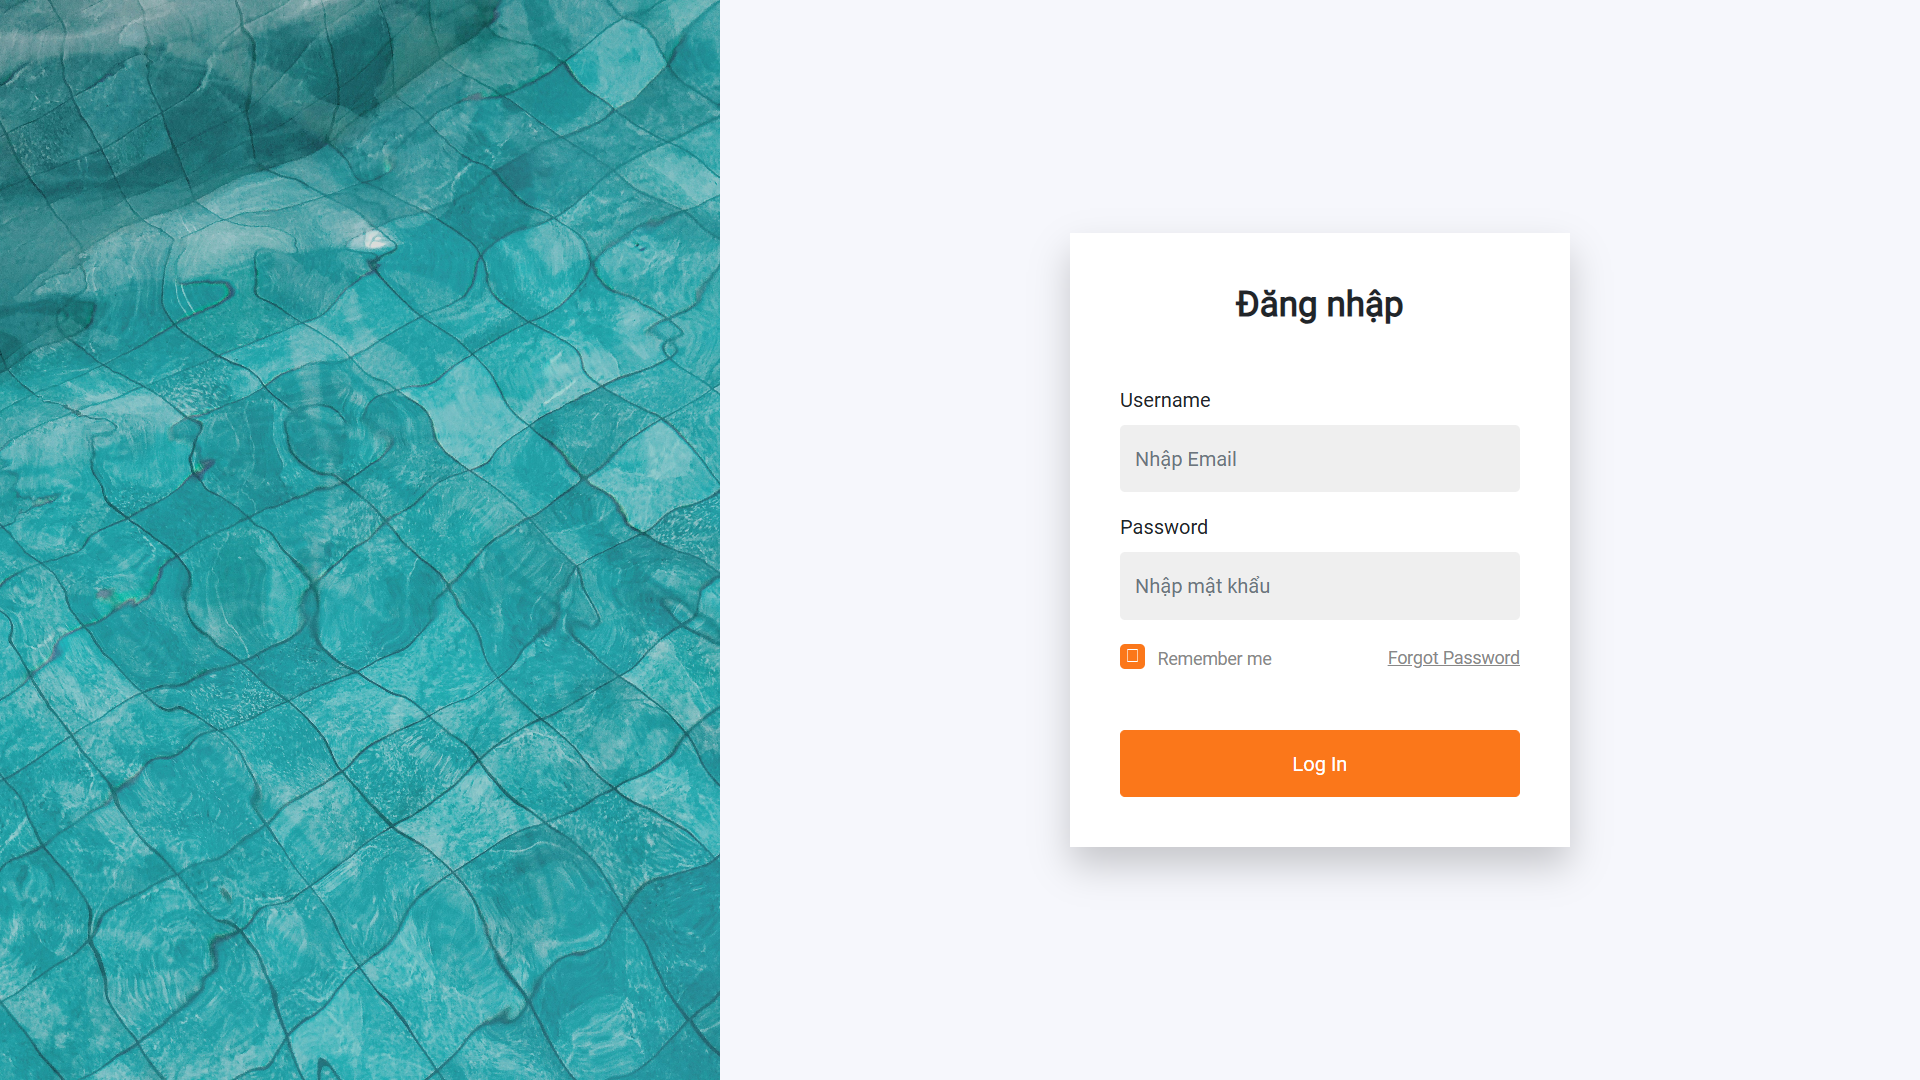 Đăng nhập
Username
Nhập Email
Password
Nhập mật khẩu
Remember me
Forgot Password
Log In